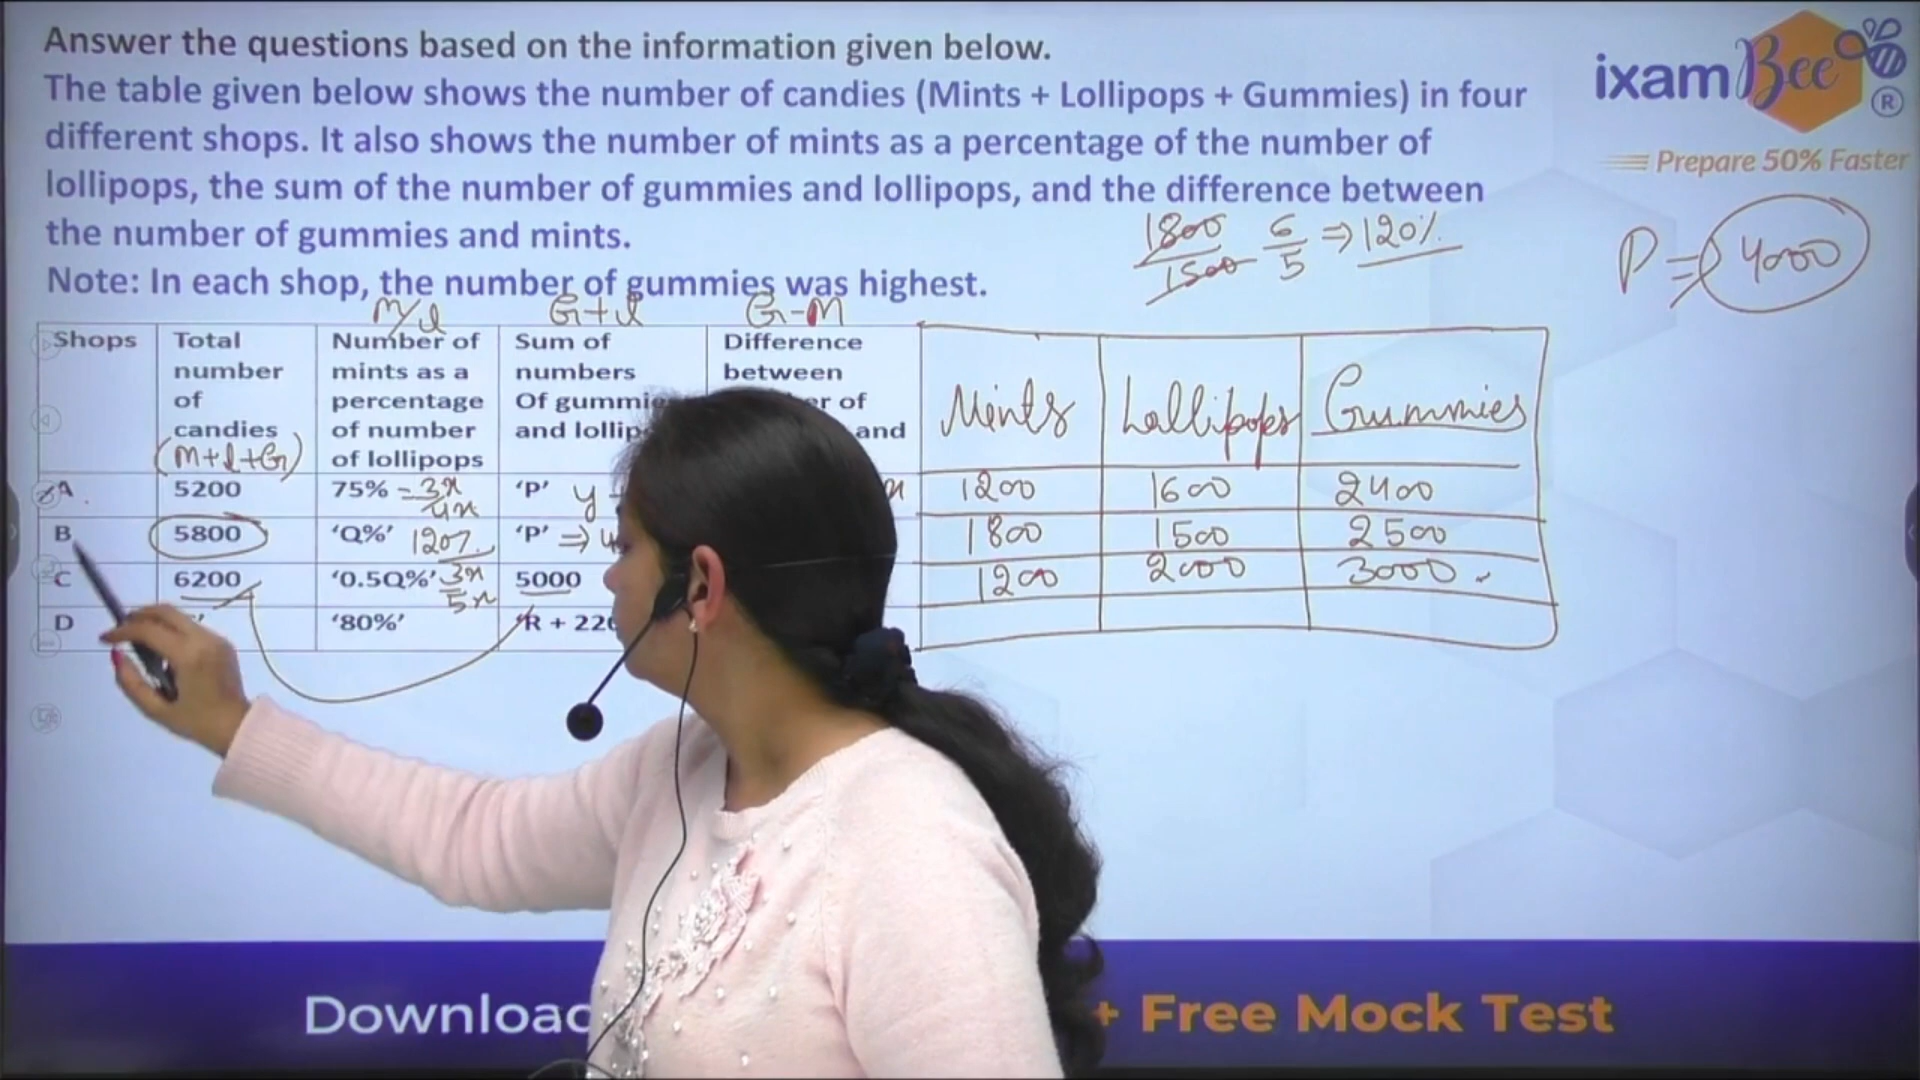 Answer the questions based on the information given below.
The table given below shows the number of candies (Mints + Lollipops + Gummies) in four
different shops. It also shows the number of mints as a percentage of the number of
lollipops, the sum of the number of gummies and lollipops, and the difference between
the number of gummies and mints.
Note: In each shop, the number of gummies was highest.
ixamBee ®
Prepare 50% Faster
1800/1500 6/5 ⇒ 120%
P ⇒ 4000
M/l G+l G-M
Shops
Total number of candies
(M+l+G)
Number of mints as a percentage of number of lollipops
Sum of numbers Of gummie and lollip
Difference between er of and
Mints Lollipops Gummies
A 5200 75% = 3x/4x 'P' y x 1200 1600 2400
B 5800 'Q%' 120% 'P' ⇒ 4 1800 1500 2500
C 6200 '0.5Q%' 3x/5x 5000 1200 2000 3000
D ' '80%' 'R + 220
Download + Free Mock Test